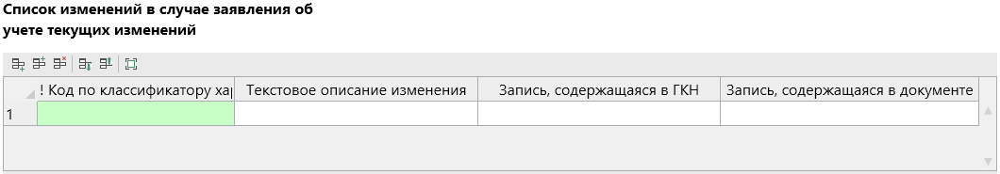 Список изменений в случае заявления об
учете текущих изменений
! Код по классификатору хар Текстовое описание изменения Запись, содержащаяся в ГКН Запись, содержащаяся в документе
1